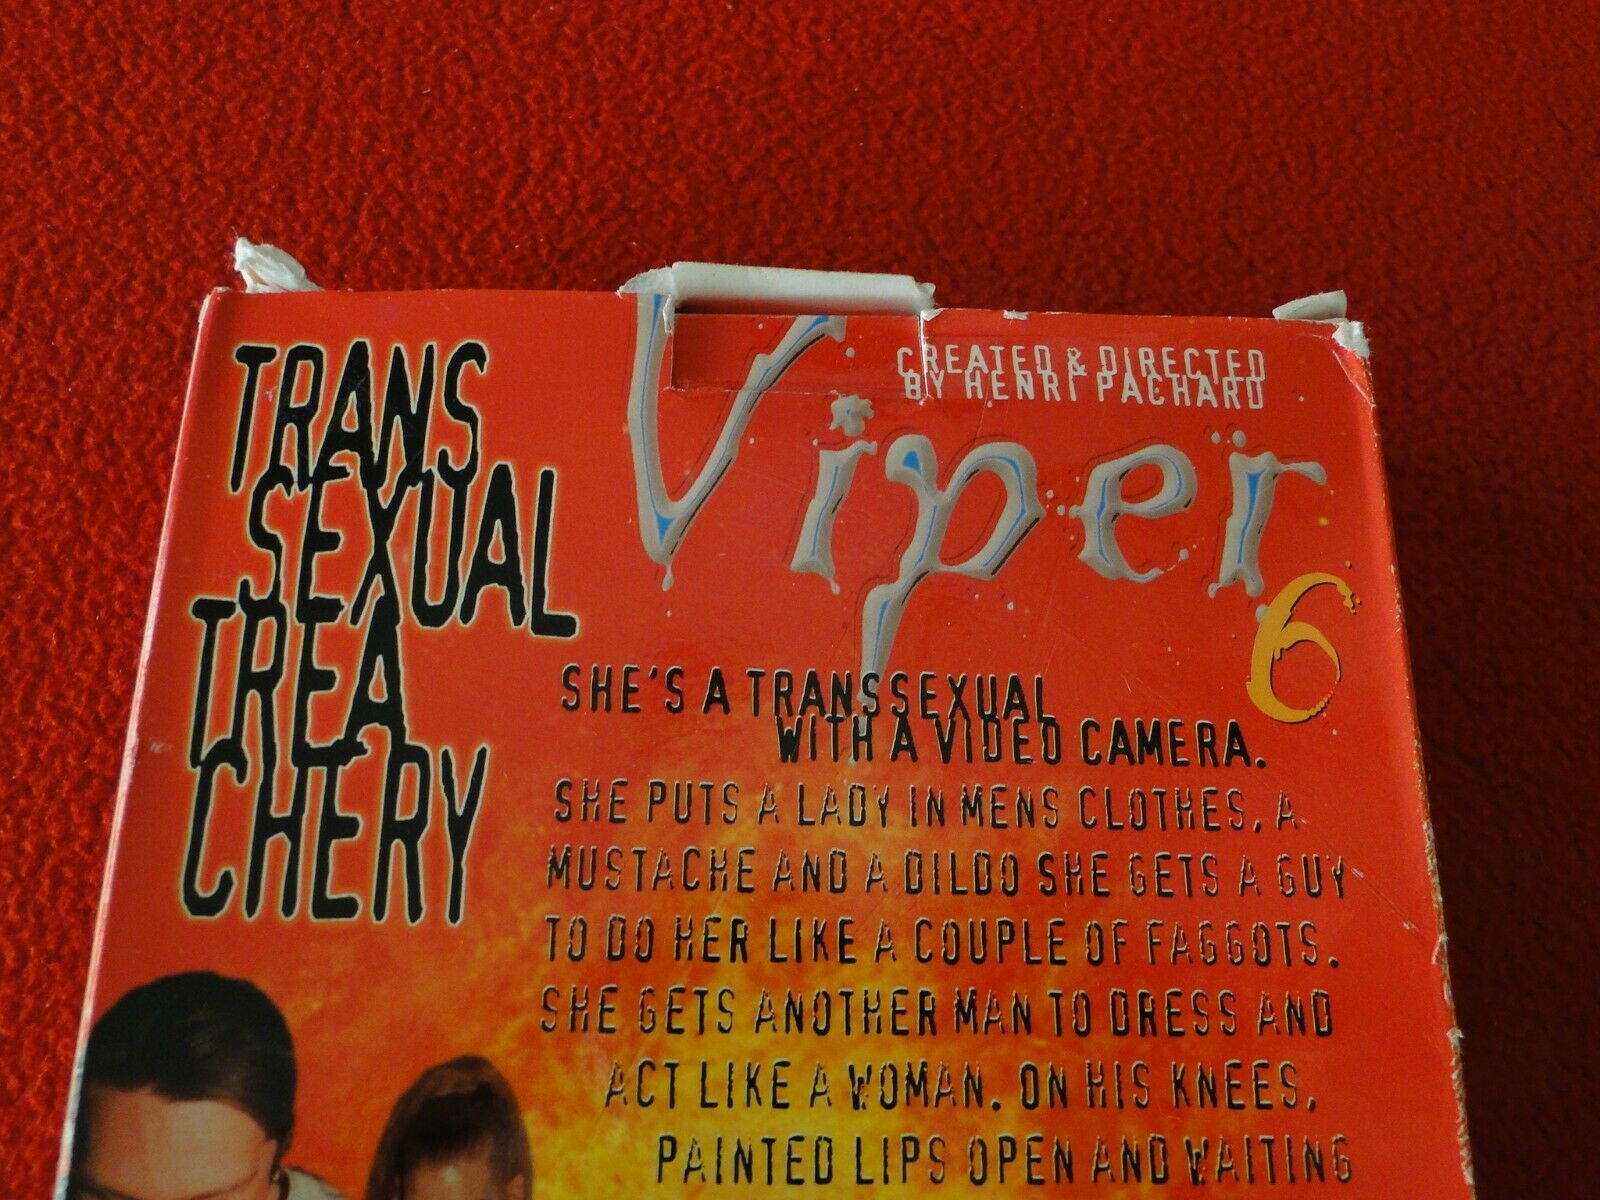 TRANS
SEXUAL
TREA
CHERY
Viper
6
CREATED & DIRECTED
BY HENRI PACHARD
SHE'S A TRANSSEXUAL
WITH A VIDEO CAMERA.
SHE PUTS A LADY IN MENS CLOTHES, A
MUSTACHE AND A DILDO SHE GETS A GUY
TO DO HER LIKE A COUPLE OF FAGGOTS.
SHE GETS ANOTHER MAN TO DRESS AND
ACT LIKE A WOMAN. ON HIS KNEES,
PAINTED LIPS OPEN AND WAITING